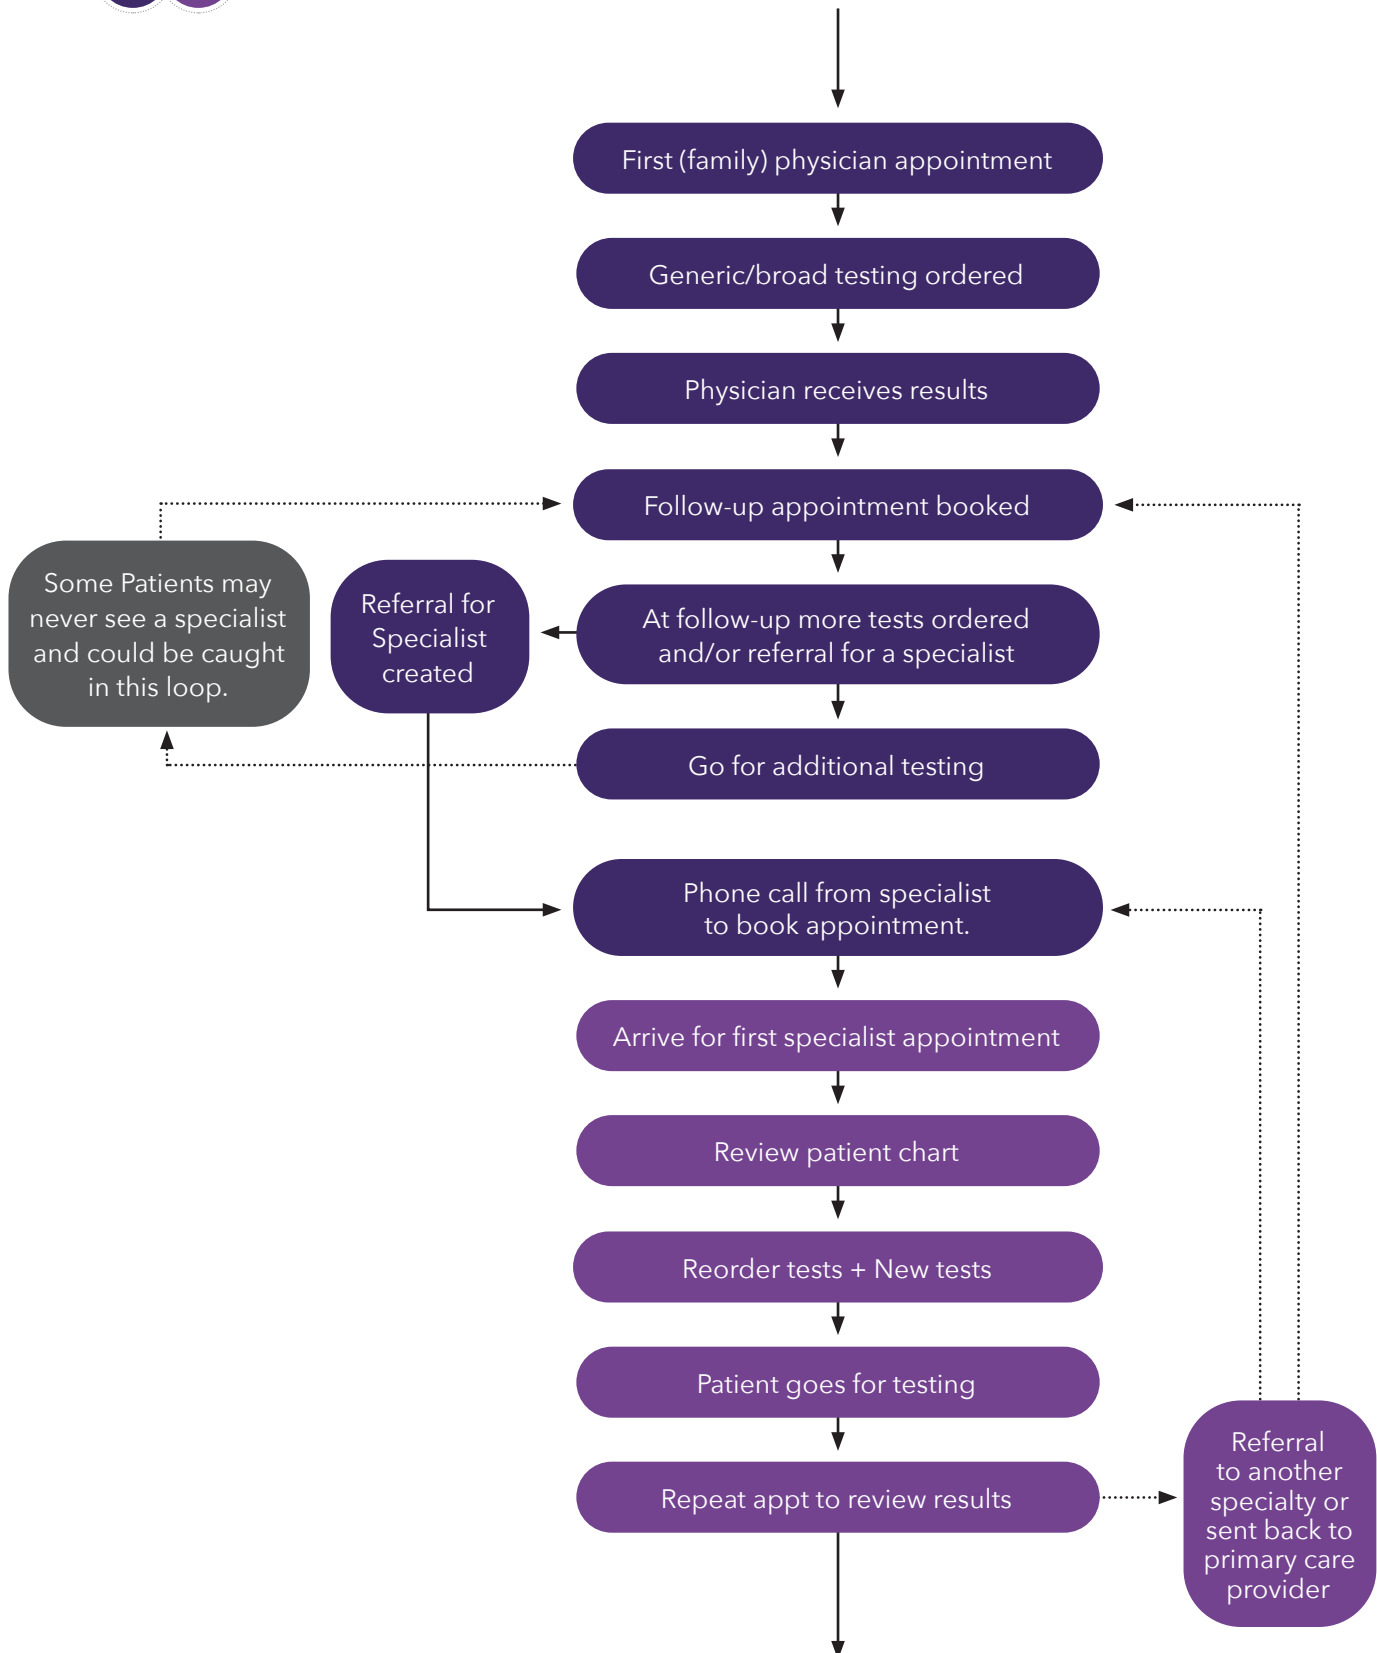 First (family) physician appointment
Generic/broad testing ordered
Physician receives results
Follow-up appointment booked
Some Patients may
never see a specialist
and could be caught
in this loop.
Referral for
Specialist
created
At follow-up more tests ordered
and/or referral for a specialist
Go for additional testing
Phone call from specialist
to book appointment.
Arrive for first specialist appointment
Review patient chart
Reorder tests + New tests
Patient goes for testing
Repeat appt to review results
Referral
to another
specialty or
sent back to
primary care
provider